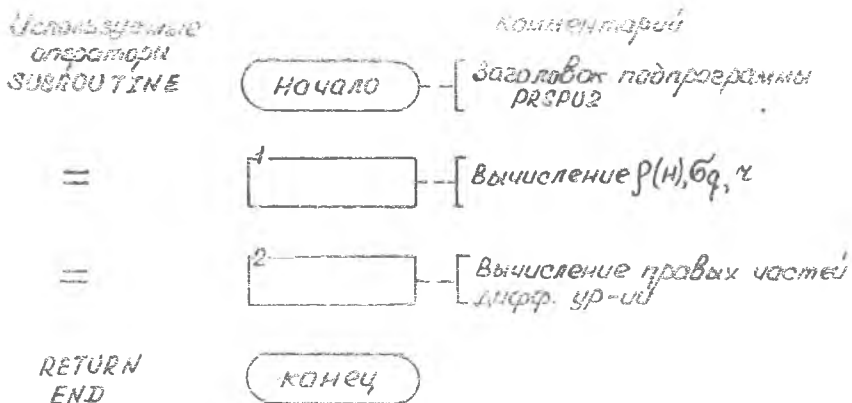 Используемые
операторы
SUBROUTINE
Комментарий
Начало
Заголовок подпрограммы
PRSPU2
=
1
Вычисление ρ(н), σq, r
=
2
Вычисление правых частей
дифф. ур-ий
RETURN
END
конец